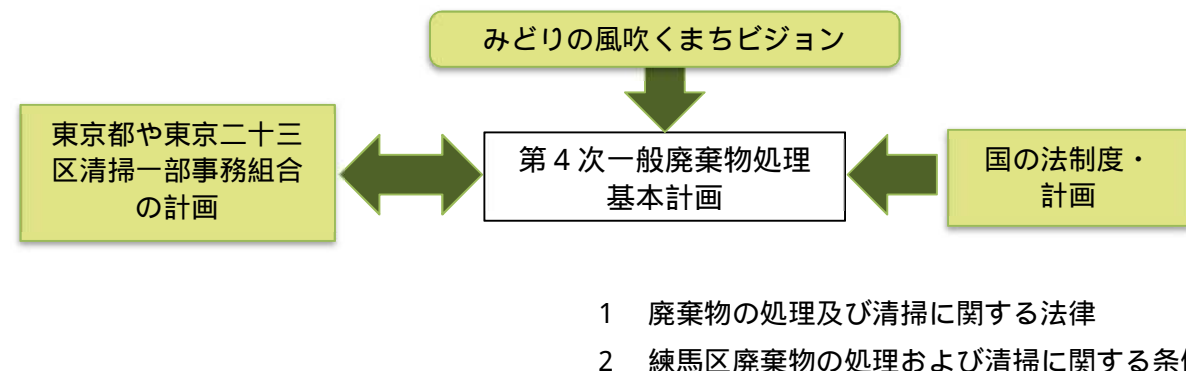 みどりの風吹くまちビジョン
東京都や東京二十三
区清掃一部事務組合
の計画
第4次一般廃棄物処理
基本計画
国の法制度・
計画
1 廃棄物の処理及び清掃に関する法律
2 練馬区廃棄物の処理および清掃に関する条